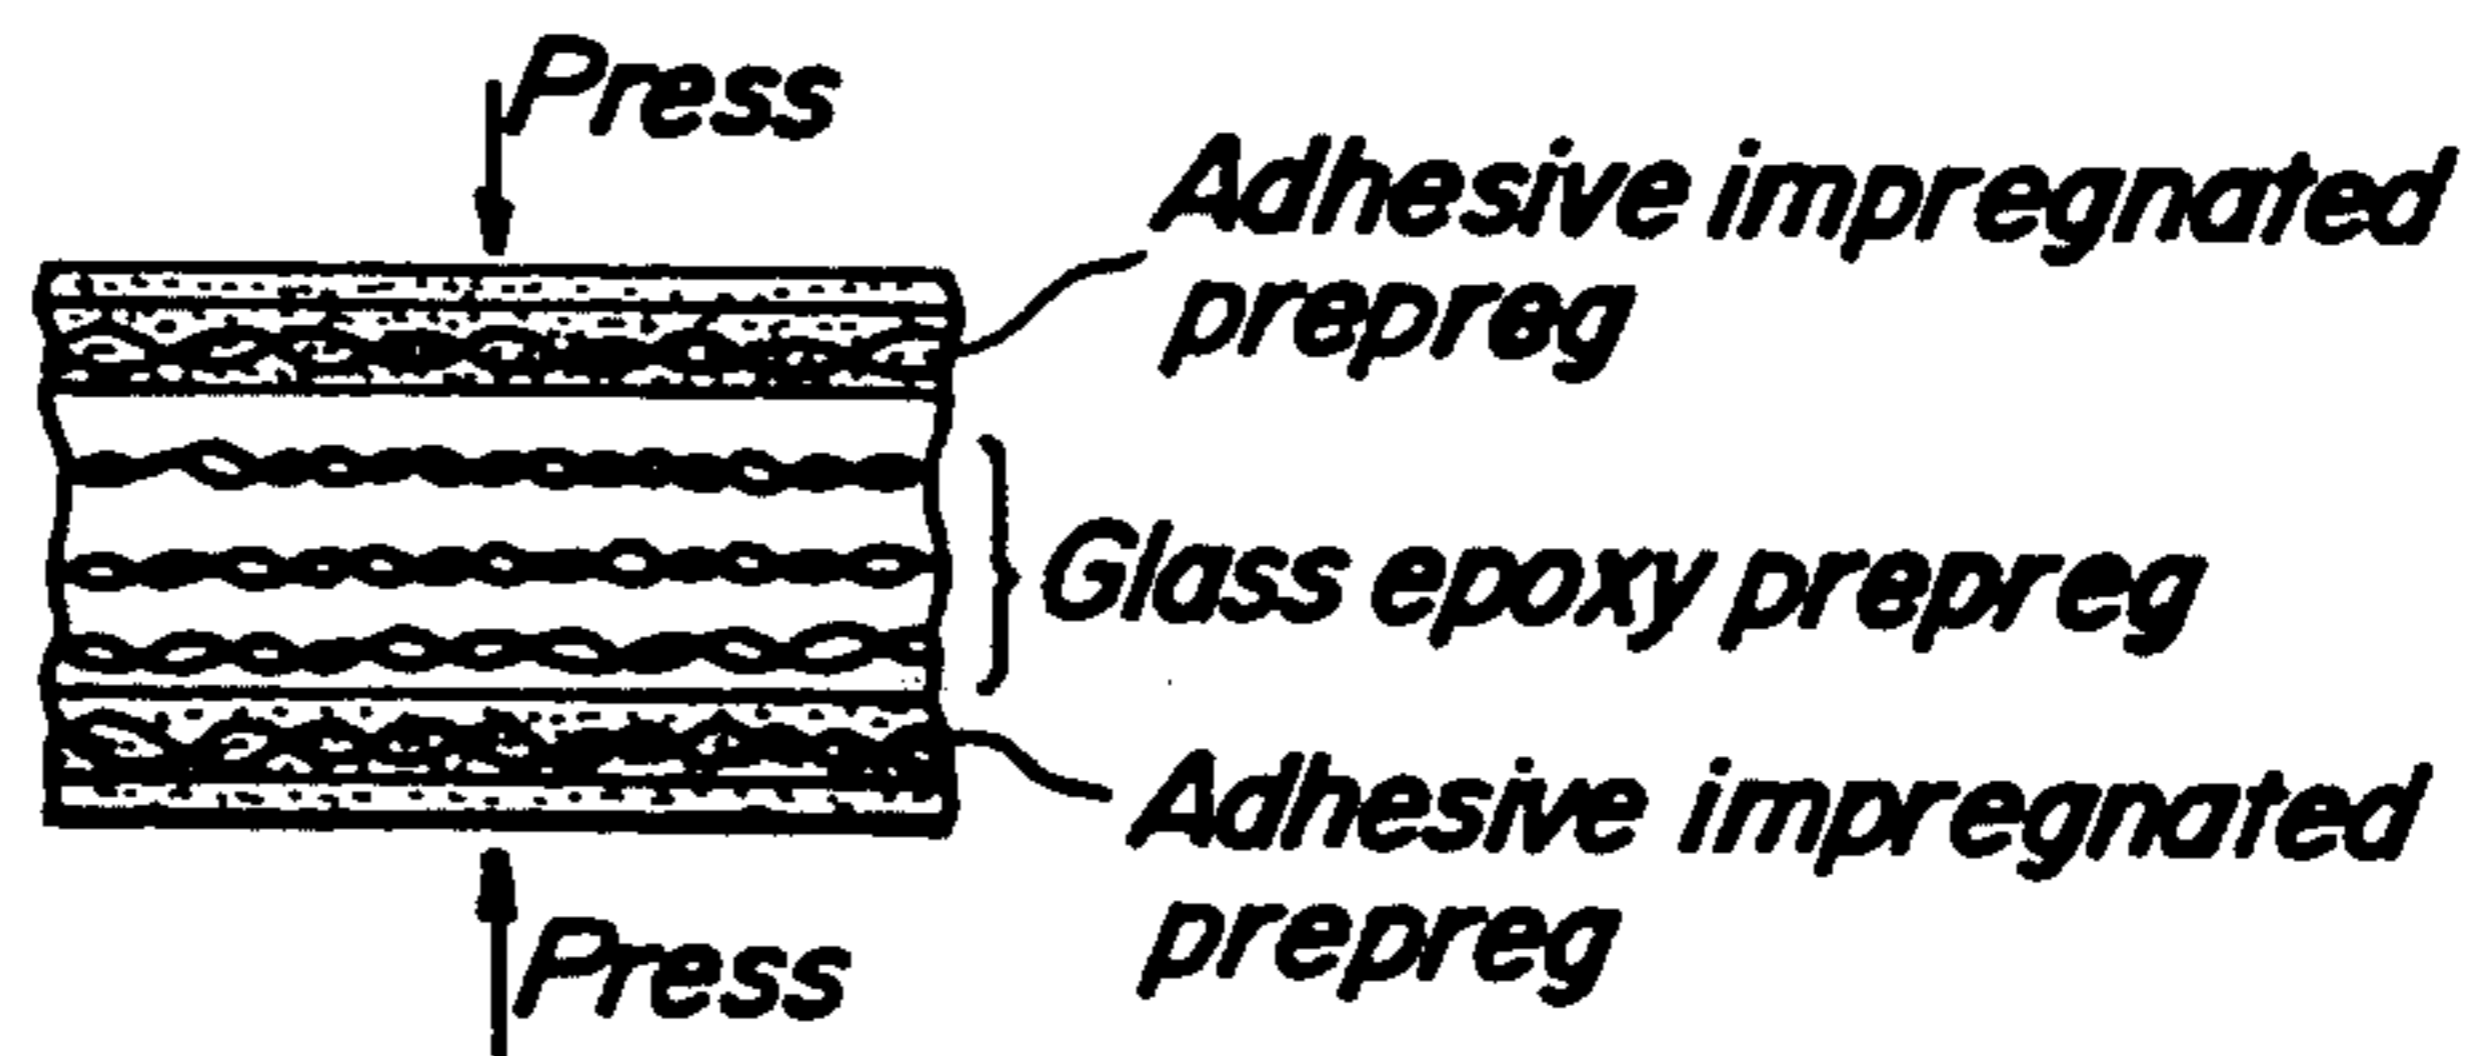 Press
Adhesive impregnated
prepreg
Glass epoxy prepreg
Adhesive impregnated
prepreg
Press